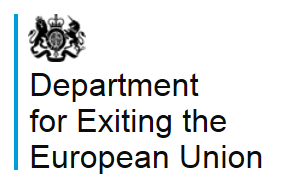 Department
for Exiting the
European Union